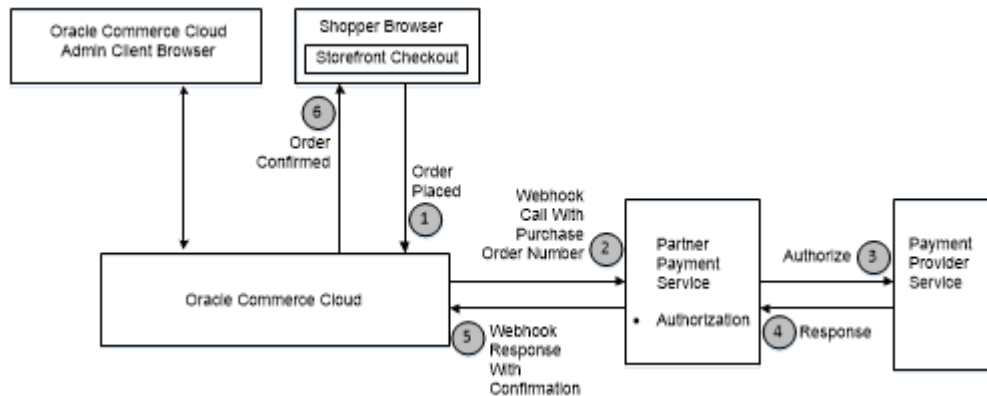 Oracle Commerce Cloud
Admin Client Browser
Shopper Browser
Storefront Checkout
6
Order
Confirmed
Order
Placed
1
Webhook
Call With
Purchase
Order Number
2
Partner
Payment
Service
• Authorization
Authorize
3
Payment
Provider
Service
Oracle Commerce Cloud
5
Webhook
Response
With
Confirmation
4
Response